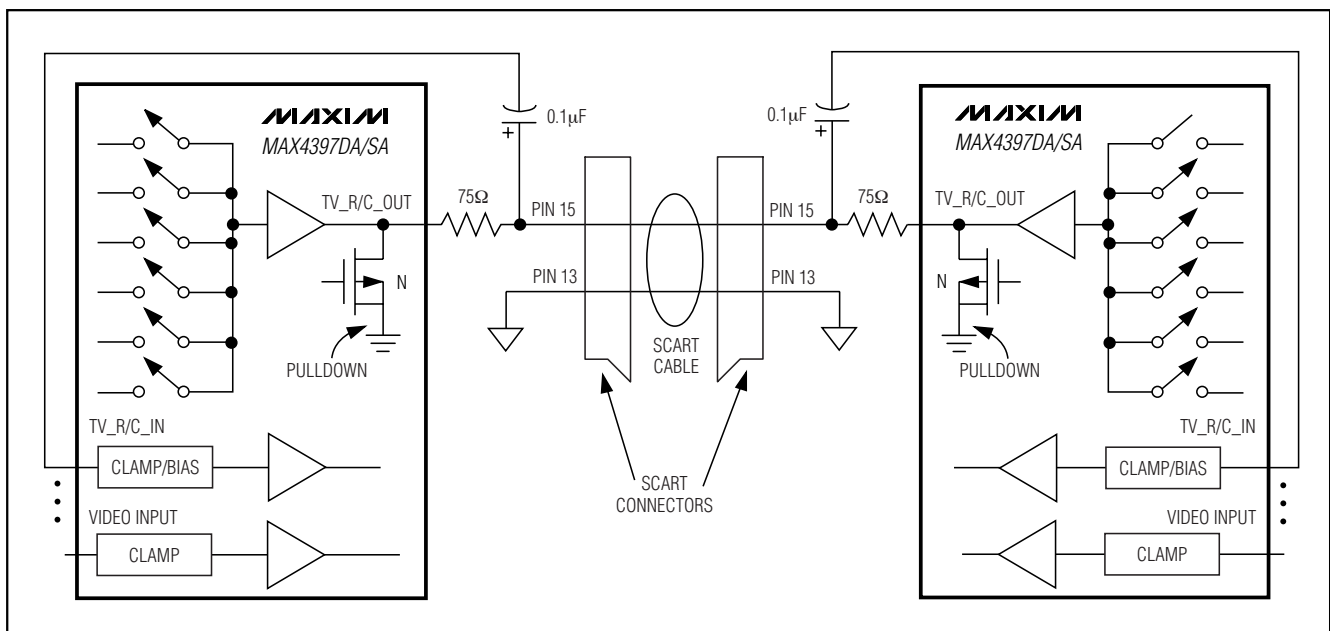 MAXIM
MAX4397DA/SA
0.1µF
+
75Ω
TV_R/C_OUT
PIN 15
PIN 13
N
PULLDOWN
TV_R/C_IN
CLAMP/BIAS
VIDEO INPUT
CLAMP
SCART
CABLE
SCART
CONNECTORS
0.1µF
+
PIN 15
PIN 13
75Ω
MAXIM
MAX4397DA/SA
TV_R/C_OUT
N
PULLDOWN
TV_R/C_IN
CLAMP/BIAS
VIDEO INPUT
CLAMP